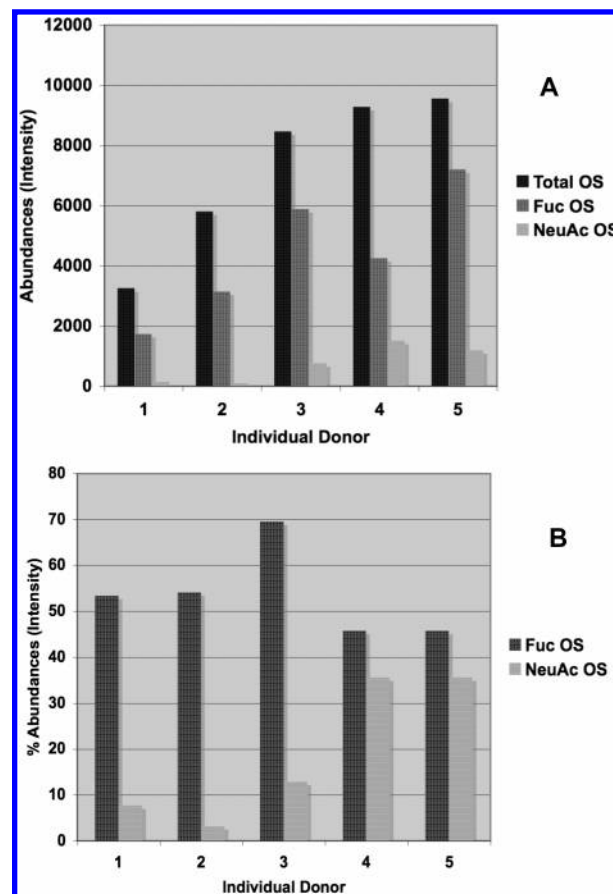 12000
10000
8000
6000
4000
2000
0
Abundances (Intensity)
1 2 3 4 5
Individual Donor
A
Total OS
Fuc OS
NeuAc OS
80
70
60
50
40
30
20
10
0
% Abundances (Intensity)
1 2 3 4 5
Individual Donor
B
Fuc OS
NeuAc OS